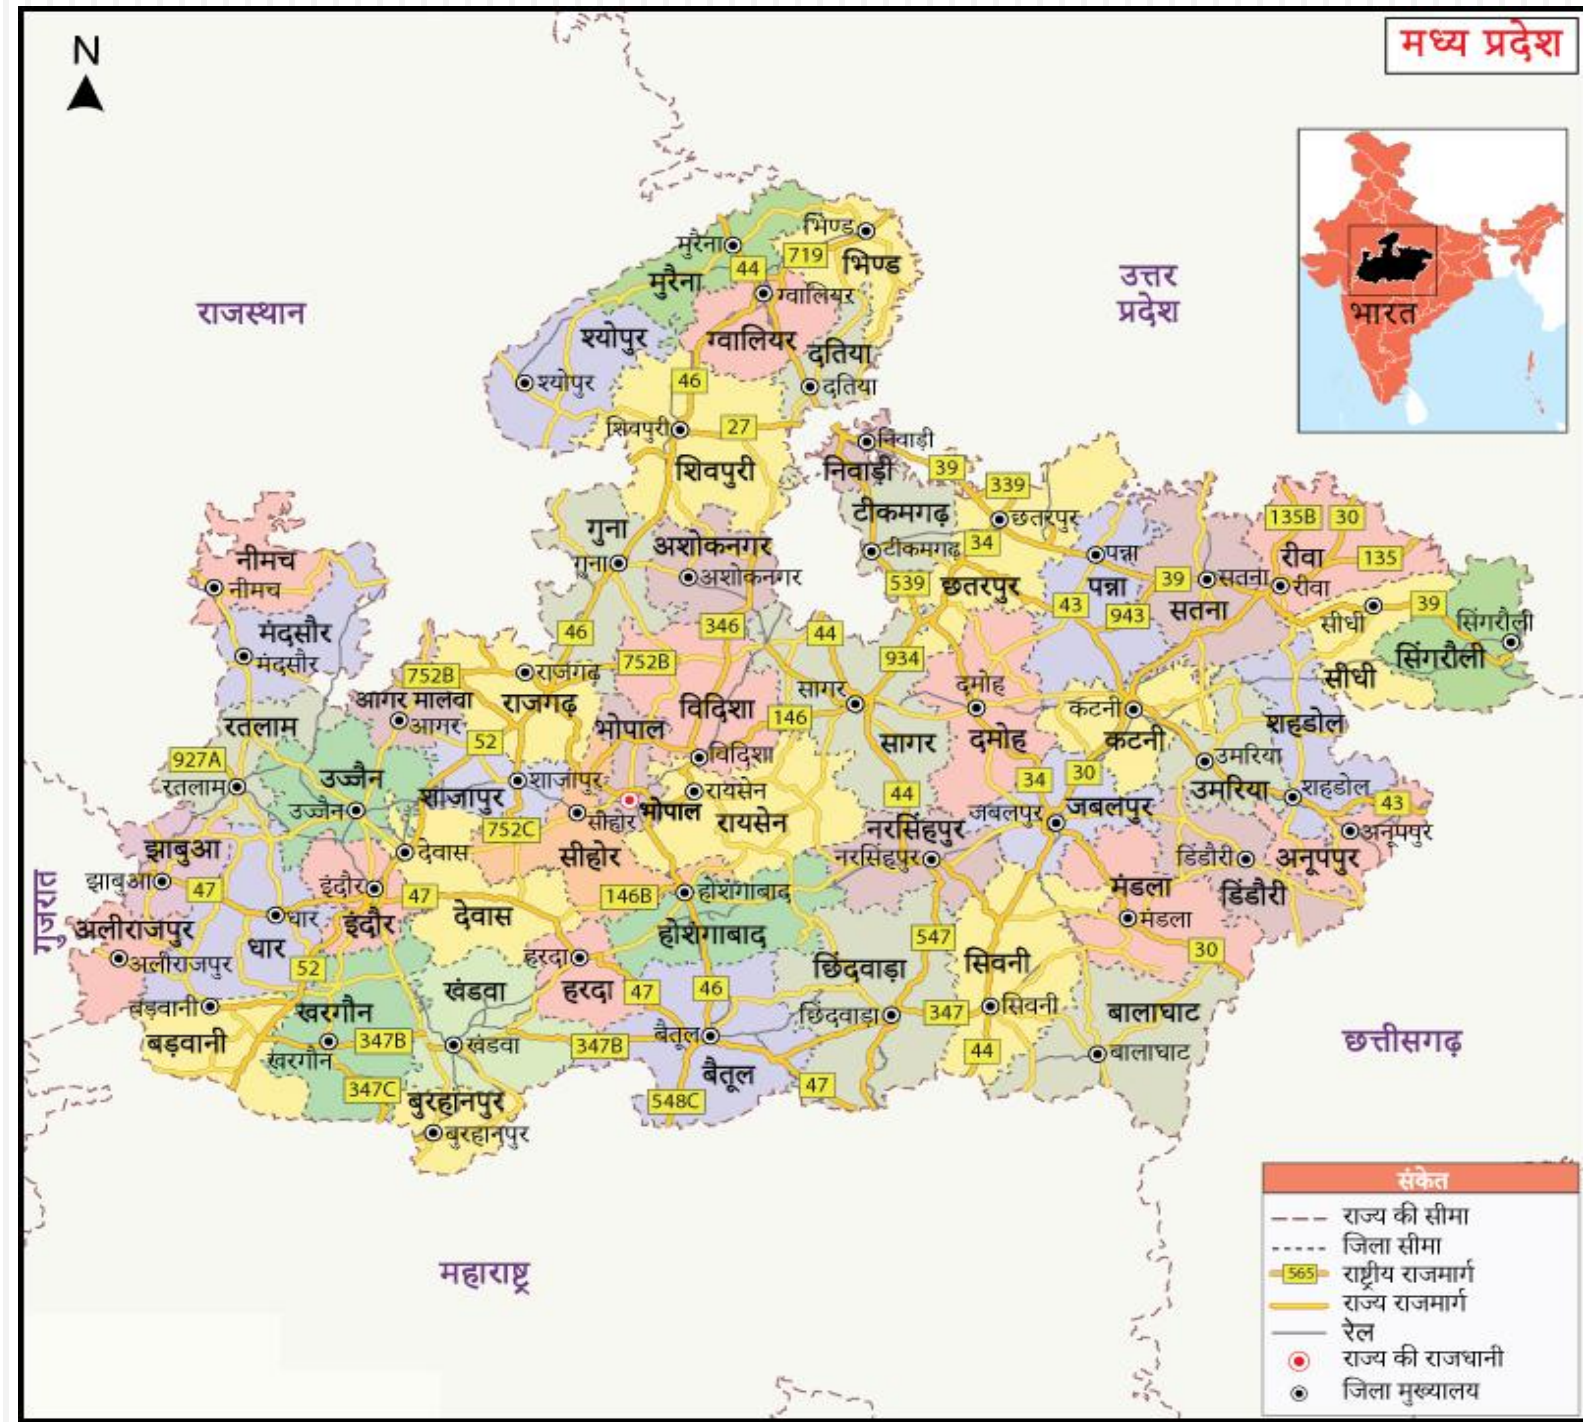 मध्य प्रदेश
N
भारत
राजस्थान
उत्तर
प्रदेश
गुजरात
छत्तीसगढ़
महाराष्ट्र
भिण्ड
मुरैना
719
भिण्ड
44
मुरैना
ग्वालियर
श्योपुर
ग्वालियर
दतिया
श्योपुर
46
दतिया
शिवपुरी
27
निवाड़ी
शिवपुरी
निवाड़ी
39
339
टीकमगढ़
छतरपुर
135B
30
गुना
अशोकनगर
34
टीकमगढ़
पन्ना
रीवा
135
नीमच
गुना
अशोकनगर
539
छतरपुर
पन्ना
39
सतना
रीवा
नीमच
43
943
सतना
39
मंदसौर
46
346
44
सीधी
सिंगरौली
मंदसौर
752B
राजगढ़
752B
934
सिंगरौली
सीधी
आगर मालवा
राजगढ़
विदिशा
सागर
दमोह
आगर
146
कटनी
शहडोल
रतलाम
52
भोपाल
सागर
दमोह
कटनी
927A
उज्जैन
विदिशा
उमरिया
रतलाम
शाजापुर
शाजापुर
रायसेन
44
34
30
उमरिया
शहडोल
43
उज्जैन
752C
सीहोर
भोपाल
रायसेन
नरसिंहपुर
जबलपुर
जबलपुर
अनूपपुर
झाबुआ
देवास
सीहोर
नरसिंहपुर
डिंडौरी
अनूपपुर
झाबुआ
47
इंदौर
47
146B
होशंगाबाद
मंडला
डिंडौरी
अलीराजपुर
धार
इंदौर
देवास
होशंगाबाद
547
मंडला
30
धार
अलीराजपुर
52
हरदा
छिंदवाड़ा
सिवनी
बड़वानी
खरगौन
खंडवा
हरदा
47
46
छिंदवाड़ा
347
सिवनी
बालाघाट
बड़वानी
खरगौन
347B
खंडवा
347B
बैतूल
44
बालाघाट
347C
बुरहानपुर
548C
बैतूल
47
बुरहानपुर
संकेत
राज्य की सीमा
जिला सीमा
565 राष्ट्रीय राजमार्ग
राज्य राजमार्ग
रेल
राज्य की राजधानी
जिला मुख्यालय